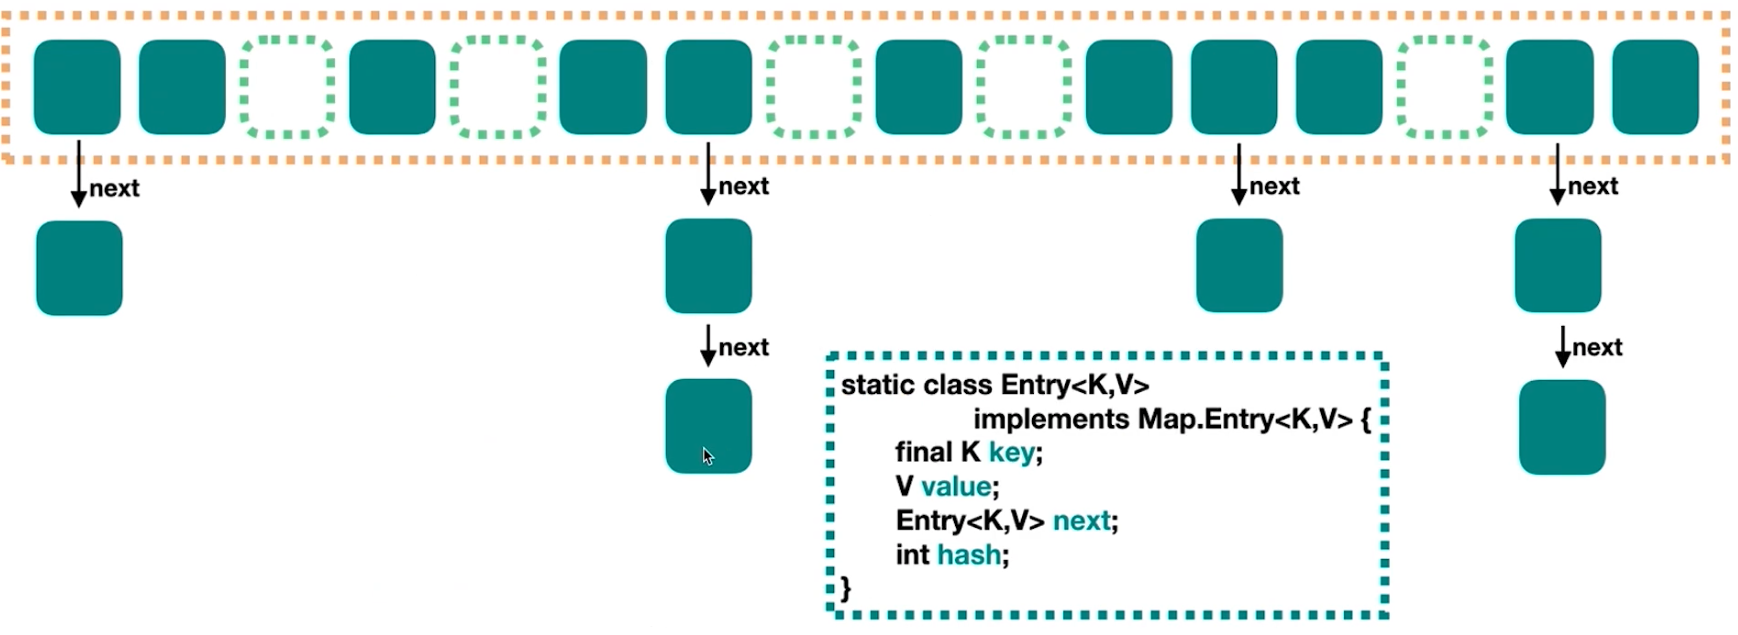 next
next
next
next
next
next
static class Entry<K,V>
implements Map.Entry<K,V> {
final K key;
V value;
Entry<K,V> next;
int hash;
}